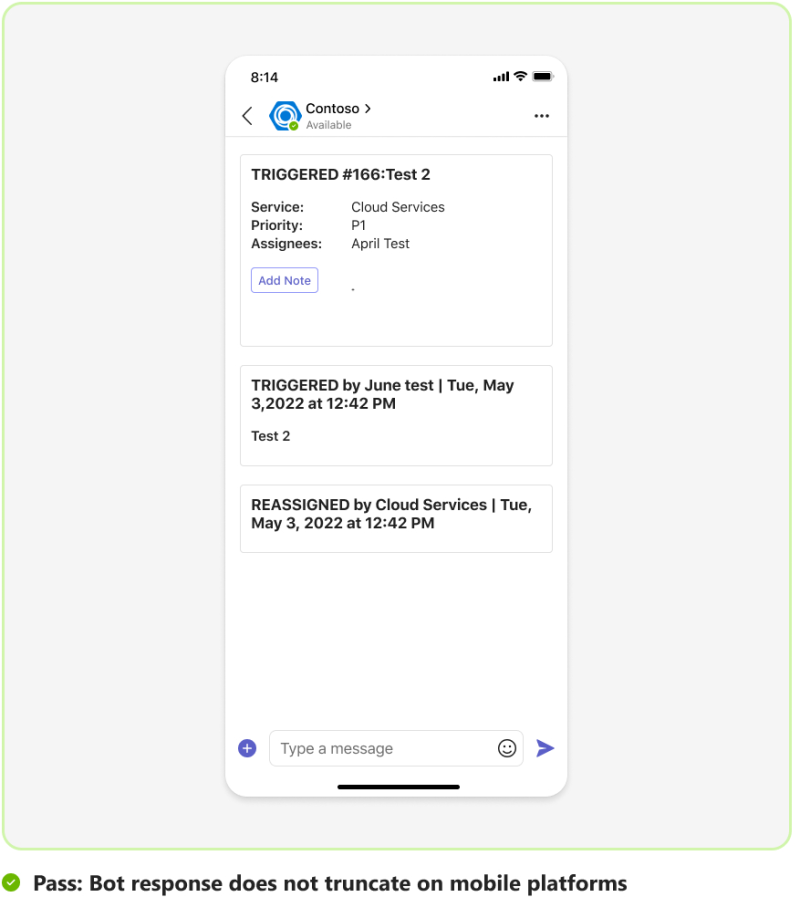 8:14
Contoso
Available
TRIGGERED #166:Test 2
Service: Cloud Services
Priority: P1
Assignees: April Test
Add Note .
TRIGGERED by June test | Tue, May
3,2022 at 12:42 PM
Test 2
REASSIGNED by Cloud Services | Tue,
May 3, 2022 at 12:42 PM
Type a message
Pass: Bot response does not truncate on mobile platforms